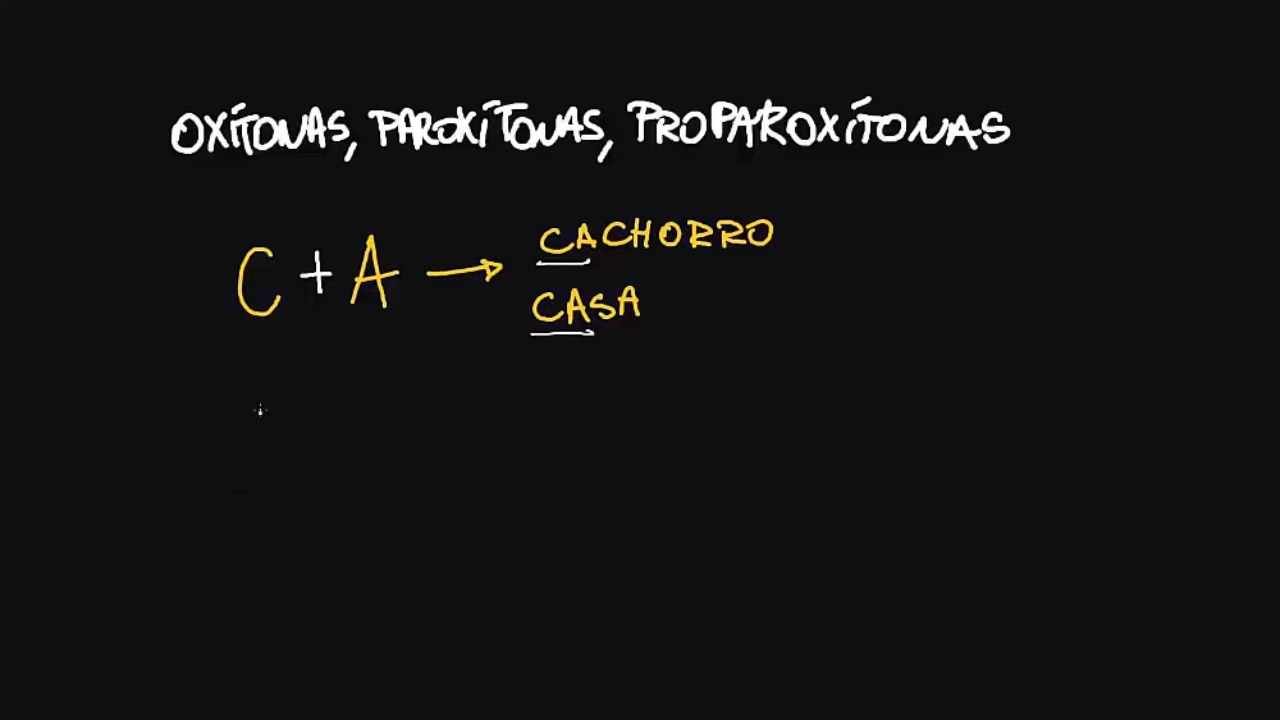 OXÍTONAS, PAROXÍTONAS, PROPAROXÍTONAS
C + A → CACHORRO
CASA